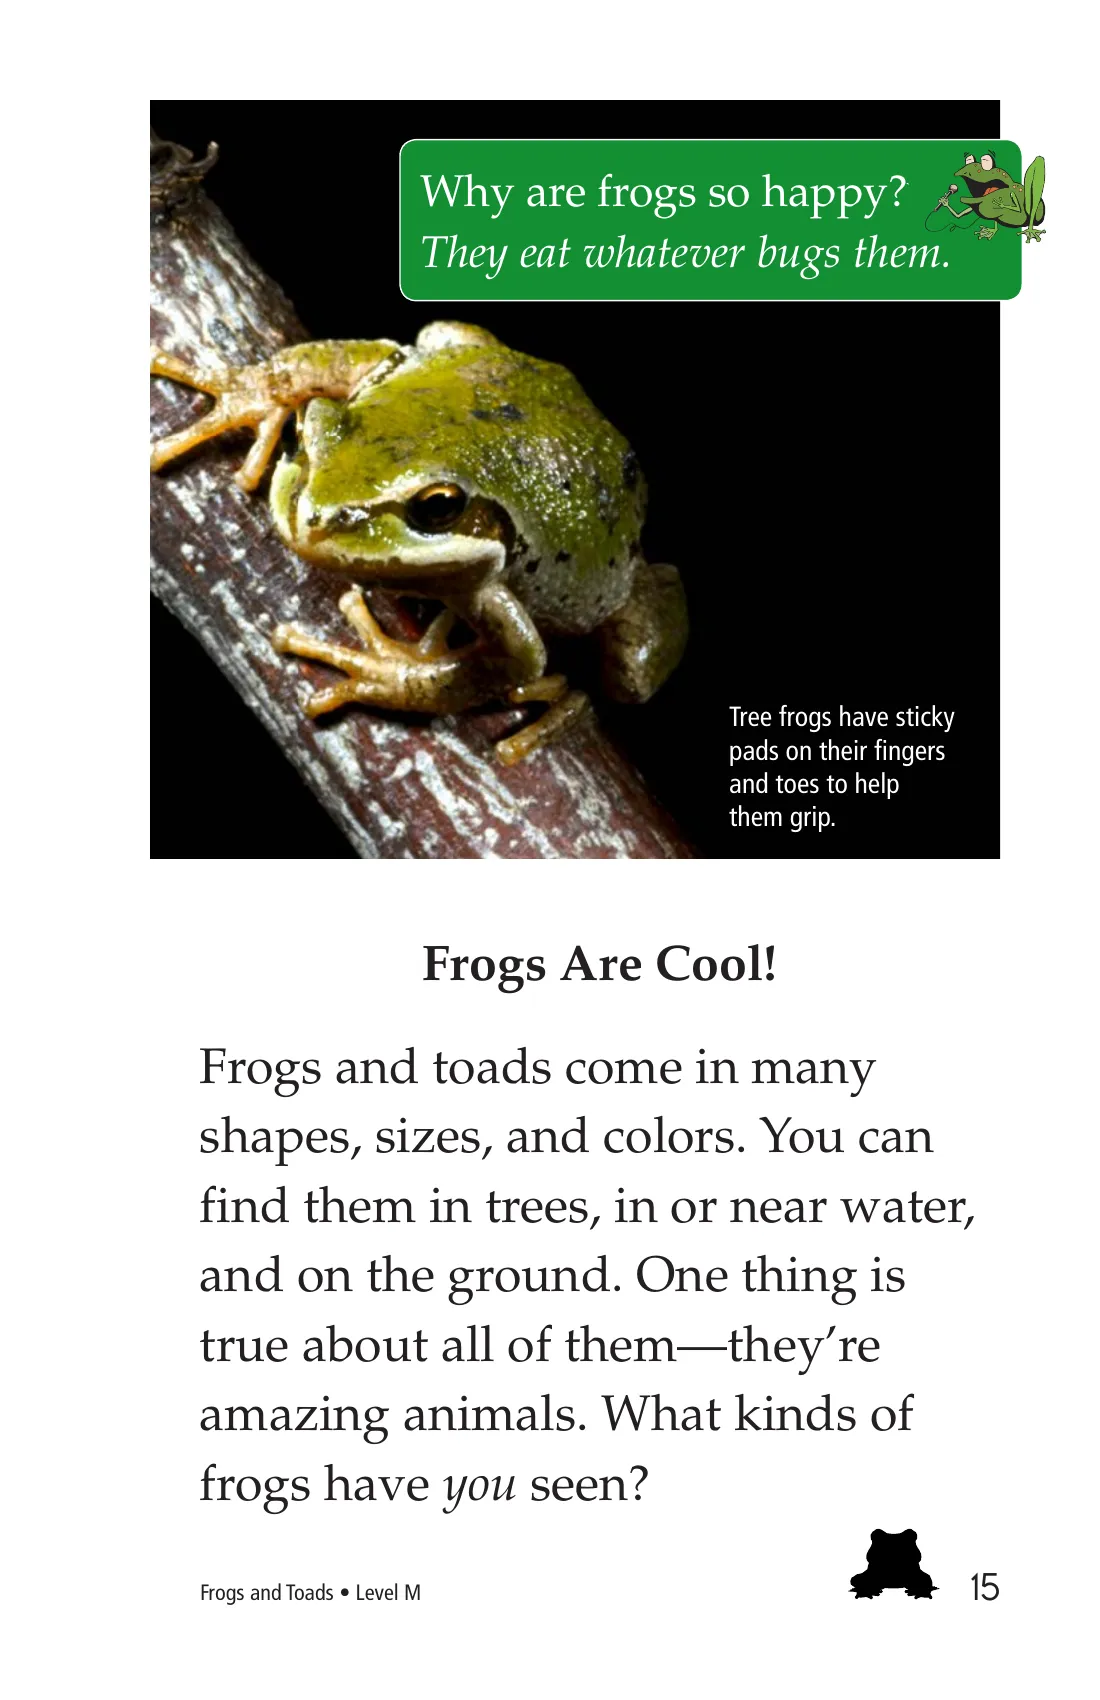 Why are frogs so happy?
They eat whatever bugs them.
Tree frogs have sticky
pads on their fingers
and toes to help
them grip.
Frogs Are Cool!
Frogs and toads come in many
shapes, sizes, and colors. You can
find them in trees, in or near water,
and on the ground. One thing is
true about all of them—they’re
amazing animals. What kinds of
frogs have you seen?
Frogs and Toads • Level M
15